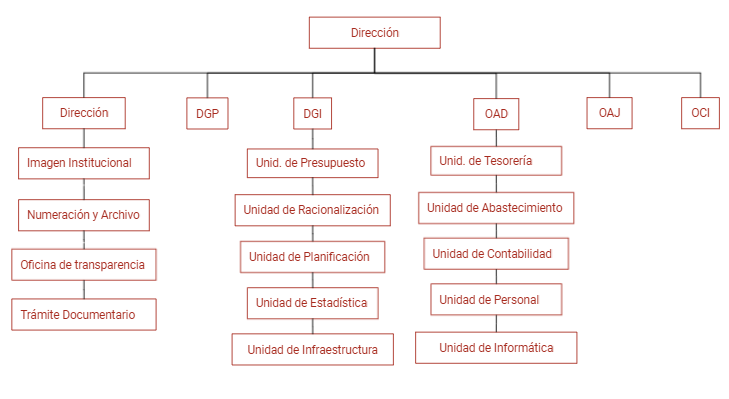 Dirección
Dirección
DGP
DGI
OAD
OAJ
OCI
Imagen Institucional
Numeración y Archivo
Oficina de transparencia
Trámite Documentario
Unid. de Presupuesto
Unidad de Racionalización
Unidad de Planificación
Unidad de Estadística
Unidad de Infraestructura
Unid. de Tesorería
Unidad de Abastecimiento
Unidad de Contabilidad
Unidad de Personal
Unidad de Informática